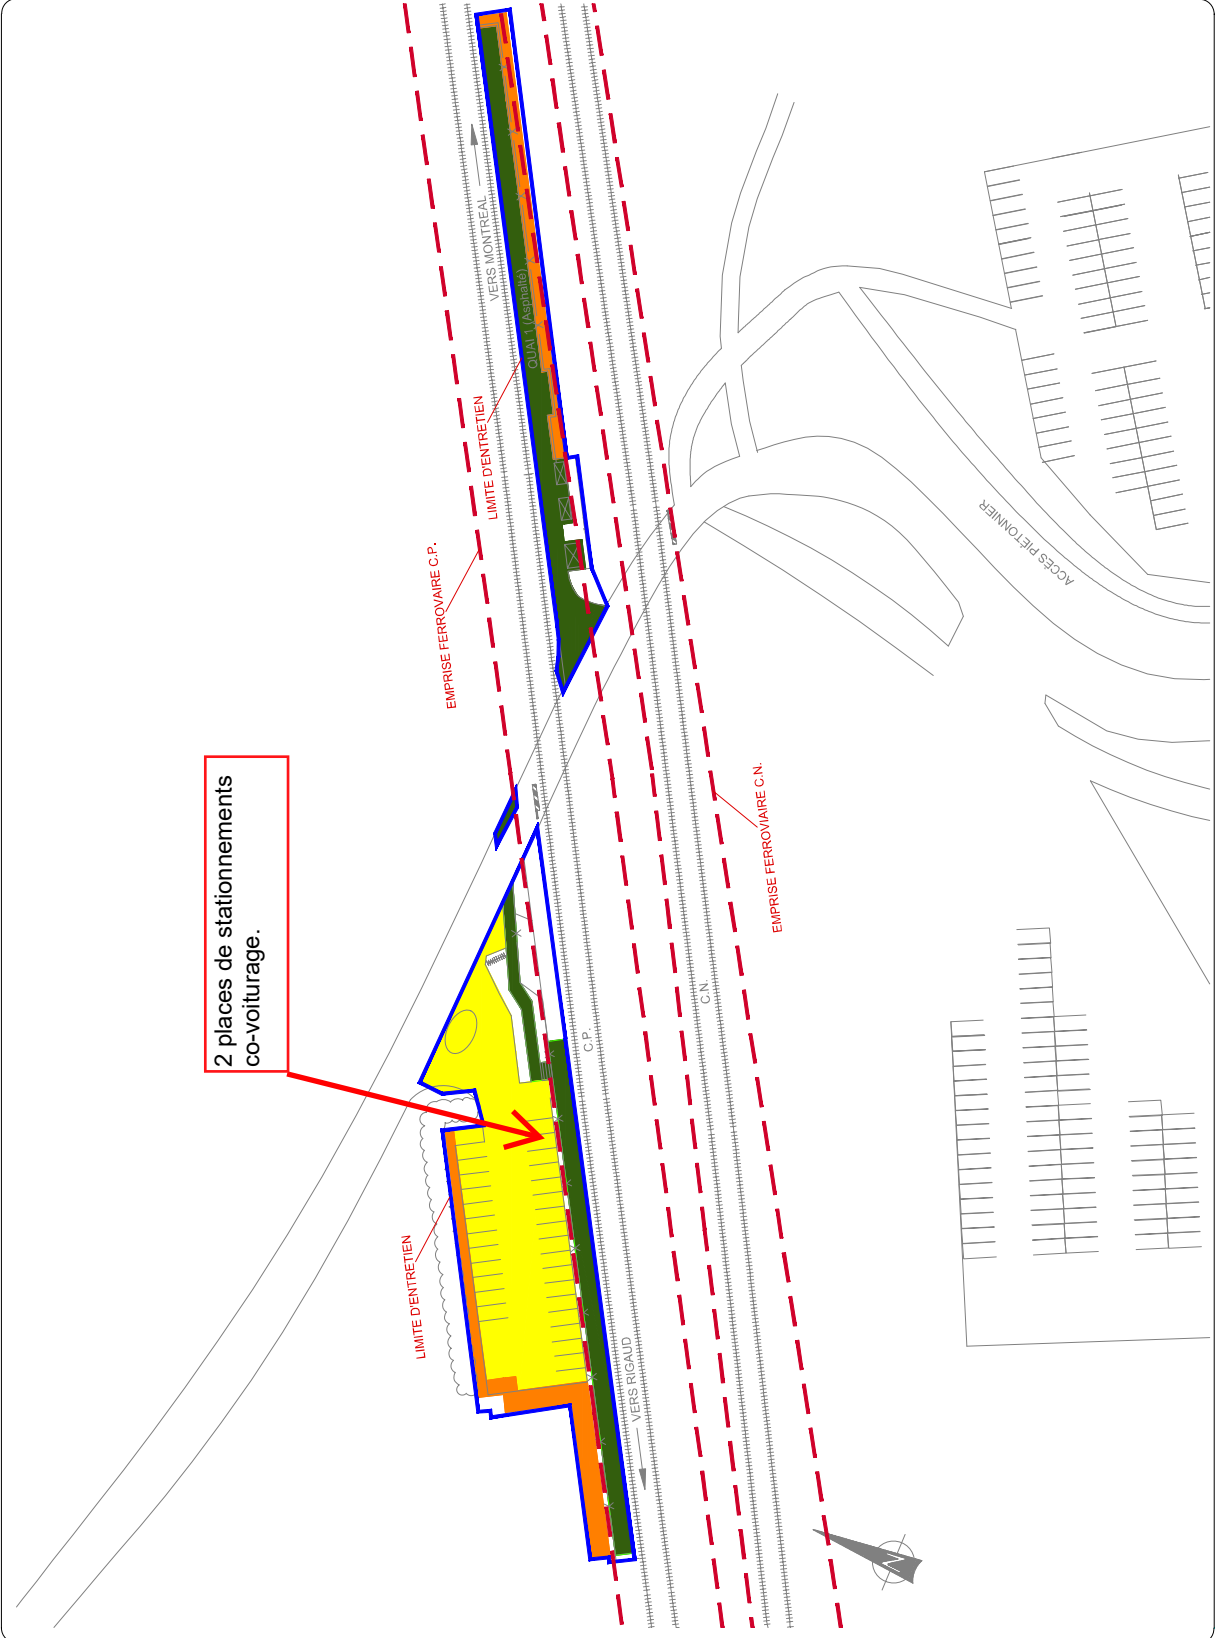 VERS MONTREAL
QUAI 1 (Asphalte)
LIMITE D'ENTRETIEN
EMPRISE FERROVAIRE C.P.
ACCÈS PIÉTONNIER
2 places de stationnements
co-voiturage.
EMPRISE FERROVIAIRE C.N.
C.N.
C.P.
LIMITE D'ENTRETIEN
VERS RIGAUD
N